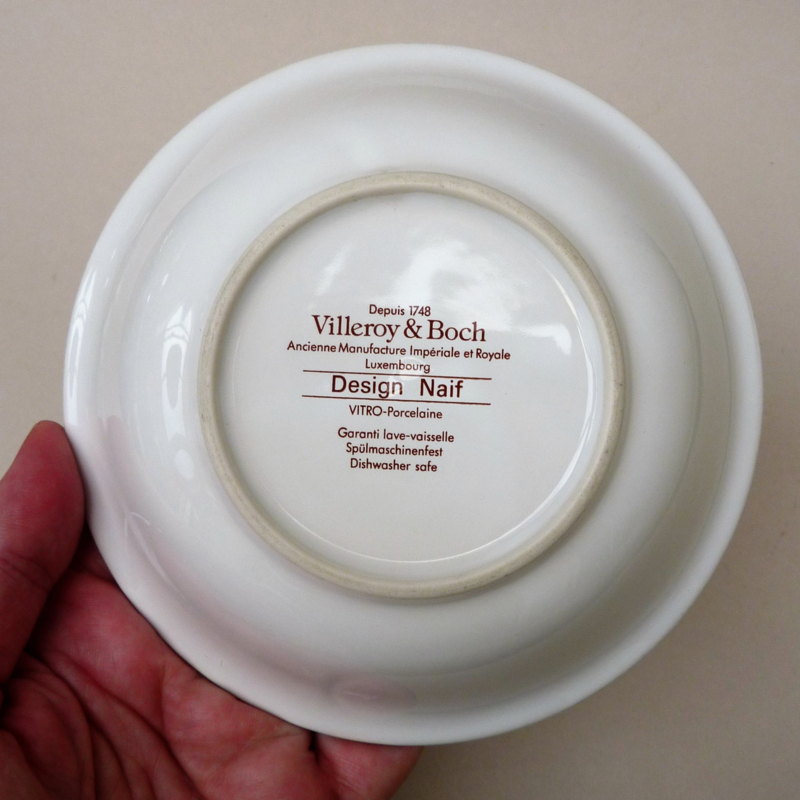 Depuis 1748
Villeroy & Boch
Ancienne Manufacture Impériale et Royale
Luxembourg
Design Naif
VITRO-Porcelaine
Garanti lave-vaisselle
Spülmaschinenfest
Dishwasher safe